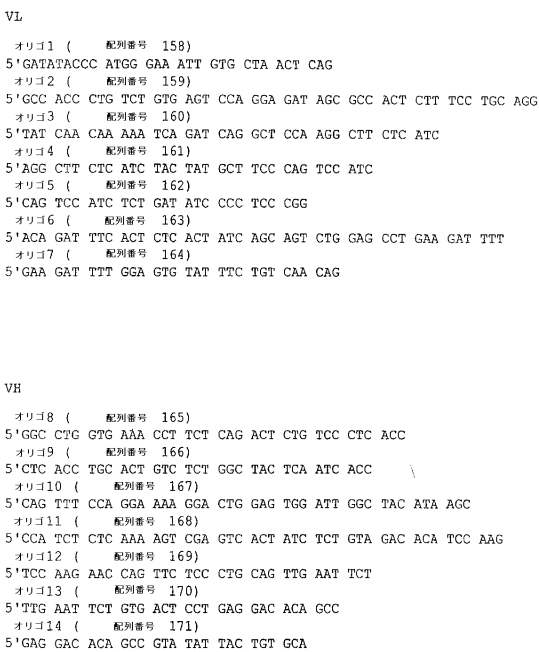 VL
オリゴ1 ( 配列番号 158)
5'GATATACCC ATGG GAA ATT GTG CTA ACT CAG
オリゴ2 ( 配列番号 159)
5'GCC ACC CTG TCT GTG AGT CCA GGA GAT AGC GCC ACT CTT TCC TGC AGG
オリゴ3 ( 配列番号 160)
5'TAT CAA CAA AAA TCA GAT CAG GCT CCA AGG CTT CTC ATC
オリゴ4 ( 配列番号 161)
5'AGG CTT CTC ATC TAC TAT GCT TCC CAG TCC ATC
オリゴ5 ( 配列番号 162)
5'CAG TCC ATC TCT GAT ATC CCC TCC CGG
オリゴ6 ( 配列番号 163)
5'ACA GAT TTC ACT CTC ACT ATC AGC AGT CTG GAG CCT GAA GAT TTT
オリゴ7 ( 配列番号 164)
5'GAA GAT TTT GGA GTG TAT TTC TGT CAA CAG
VH
オリゴ8 ( 配列番号 165)
5'GGC CTG GTG AAA CCT TCT CAG ACT CTG TCC CTC ACC
オリゴ9 ( 配列番号 166)
5'CTC ACC TGC ACT GTC TCT GGC TAC TCA ATC ACC
オリゴ10 ( 配列番号 167)
5'CAG TTT CCA GGA AAA GGA CTG GAG TGG ATT GGC TAC ATA AGC
オリゴ11 ( 配列番号 168)
5'CCA TCT CTC AAA AGT CGA GTC ACT ATC TCT GTA GAC ACA TCC AAG
オリゴ12 ( 配列番号 169)
5'TCC AAG AAC CAG TTC TCC CTG CAG TTG AAT TCT
オリゴ13 ( 配列番号 170)
5'TTG AAT TCT GTG ACT CCT GAG GAC ACA GCC
オリゴ14 ( 配列番号 171)
5'GAG GAC ACA GCC GTA TAT TAC TGT GCA